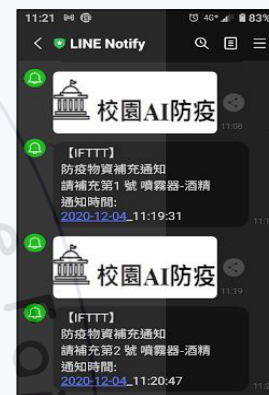 11:21
4G+ 83%
LINE Notify
校園AI防疫
11:08
【IFTTT】
防疫物資補充通知
請補充第1 號 噴霧器-酒精
通知時間:
2020-12-04_11:19:31
校園AI防疫
11:19
【IFTTT】
防疫物資補充通知
請補充第2 號 噴霧器-酒精
通知時間:
2020-12-04_11:20:47